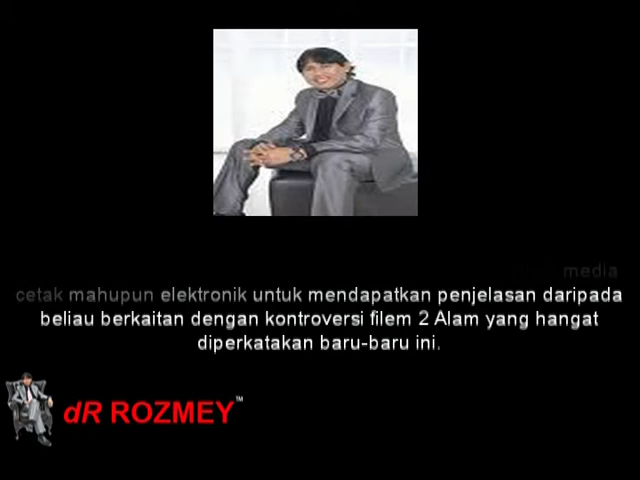 media
cetak mahupun elektronik untuk mendapatkan penjelasan daripada
beliau berkaitan dengan kontroversi filem 2 Alam yang hangat
diperkatakan baru-baru ini.
dR ROZMEY™